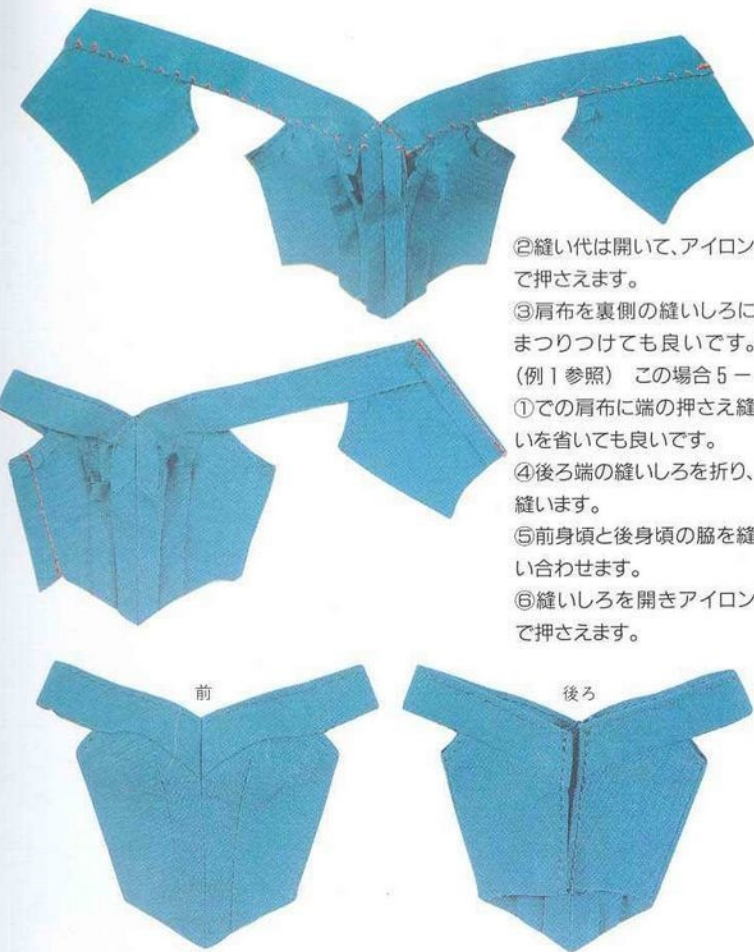 ②縫い代は開いて、アイロン
で押さえます。
③肩布を裏側の縫いしろに
まつりつけても良いです。
(例1参照) この場合5−
①での肩布に端の押さえ縫
いを省いても良いです。
④後ろ端の縫いしろを折り、
縫います。
⑤前身頃と後身頃の脇を縫
い合わせます。
⑥縫いしろを開きアイロン
で押さえます。
前
後ろ